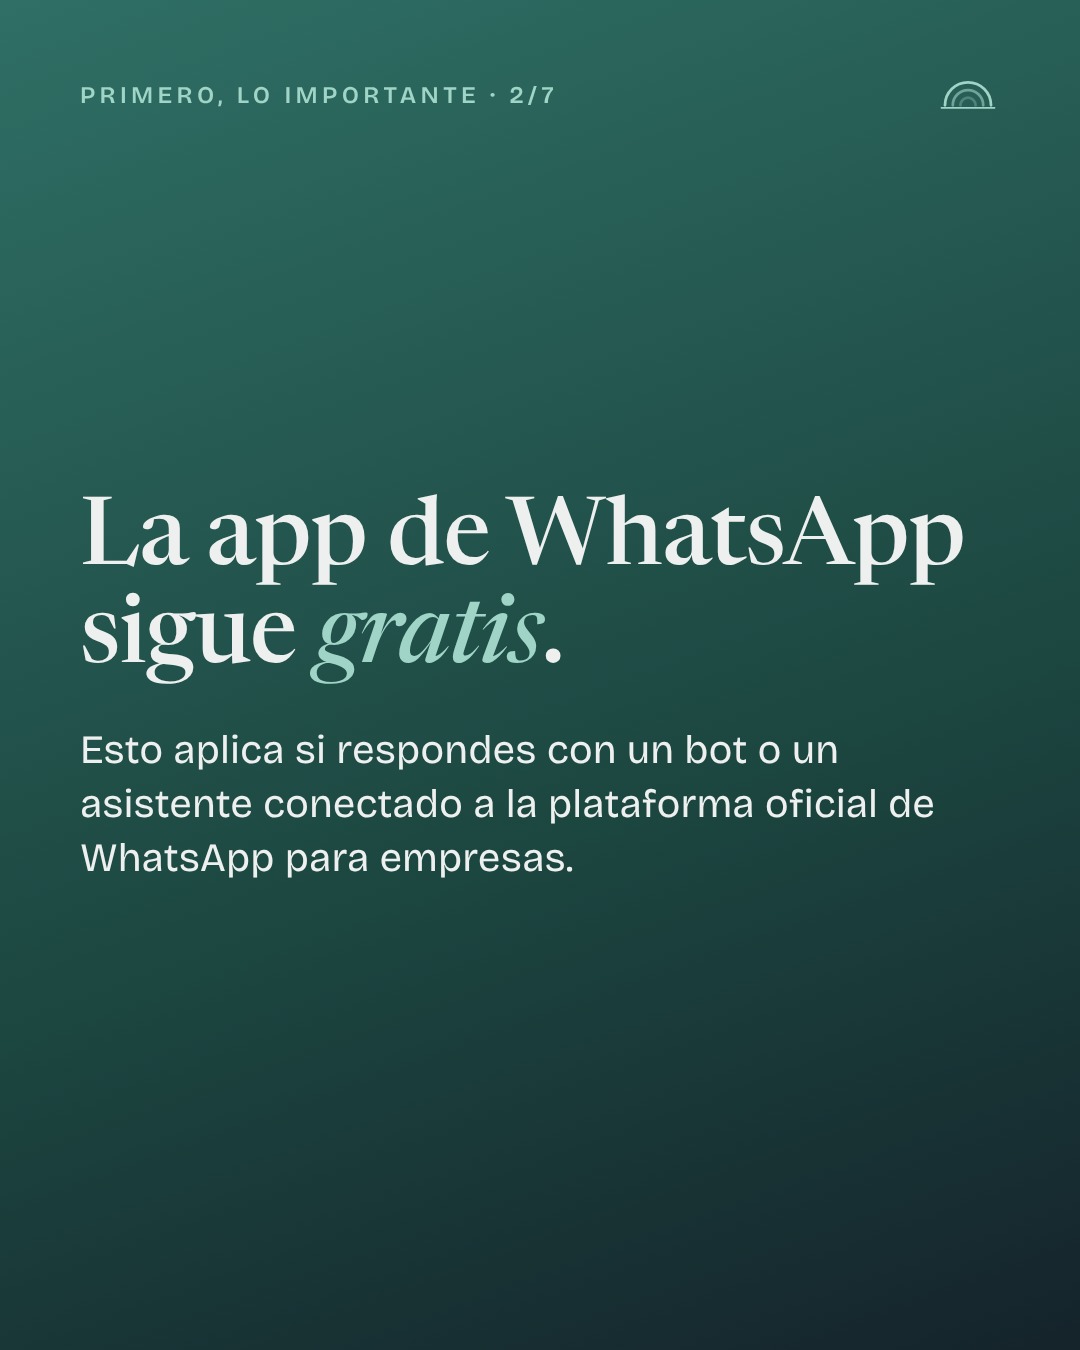 PRIMERO, LO IMPORTANTE · 2/7
La app de WhatsApp
sigue gratis.
Esto aplica si respondes con un bot o un
asistente conectado a la plataforma oficial de
WhatsApp para empresas.